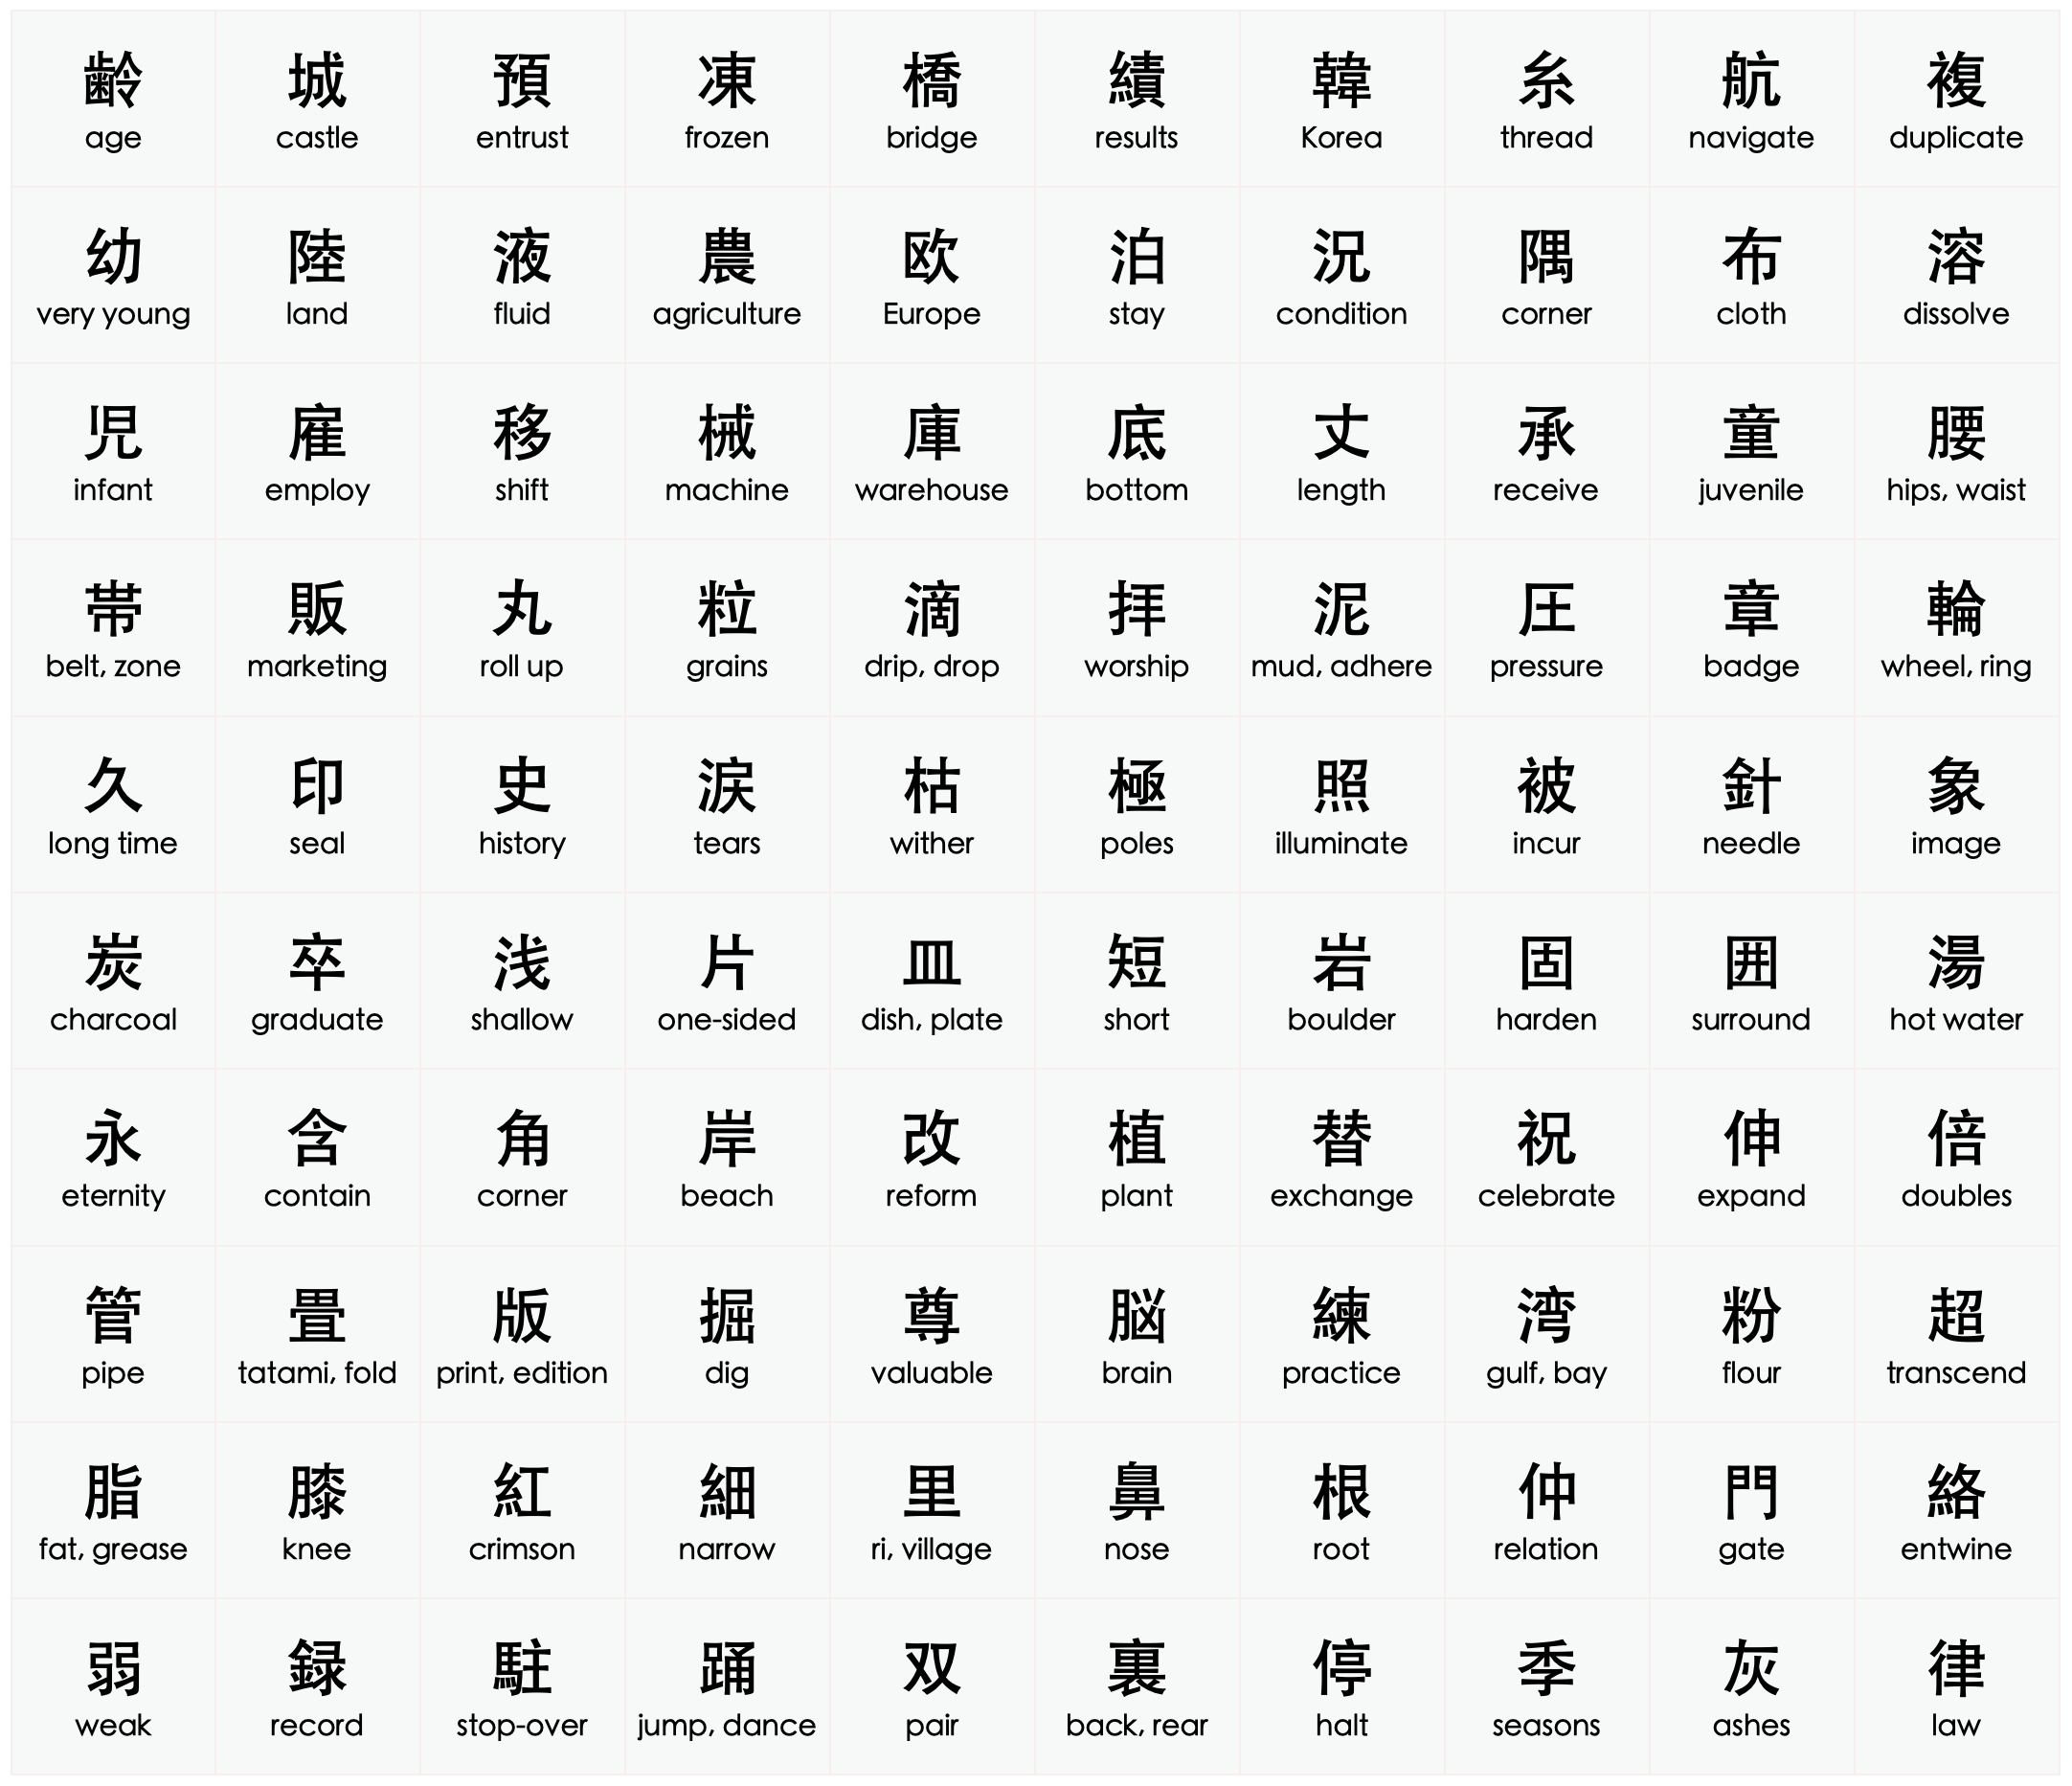 齢 城 預 凍 橋 績 韓 糸 航 複
age castle entrust frozen bridge results Korea thread navigate duplicate
幼 陸 液 農 欧 泊 況 隅 布 溶
very young land fluid agriculture Europe stay condition corner cloth dissolve
児 雇 移 械 庫 底 丈 承 童 腰
infant employ shift machine warehouse bottom length receive juvenile hips, waist
帯 販 丸 粒 滴 拝 泥 圧 章 輪
belt, zone marketing roll up grains drip, drop worship mud, adhere pressure badge wheel, ring
久 印 史 涙 枯 極 照 被 針 象
long time seal history tears wither poles illuminate incur needle image
炭 卒 浅 片 皿 短 岩 固 囲 湯
charcoal graduate shallow one-sided dish, plate short boulder harden surround hot water
永 含 角 岸 改 植 替 祝 伸 倍
eternity contain corner beach reform plant exchange celebrate expand doubles
管 畳 版 掘 尊 脳 練 湾 粉 超
pipe tatami, fold print, edition dig valuable brain practice gulf, bay flour transcend
脂 膝 紅 細 里 鼻 根 仲 門 絡
fat, grease knee crimson narrow ri, village nose root relation gate entwine
弱 録 駐 踊 双 裏 停 季 灰 律
weak record stop-over jump, dance pair back, rear halt seasons ashes law